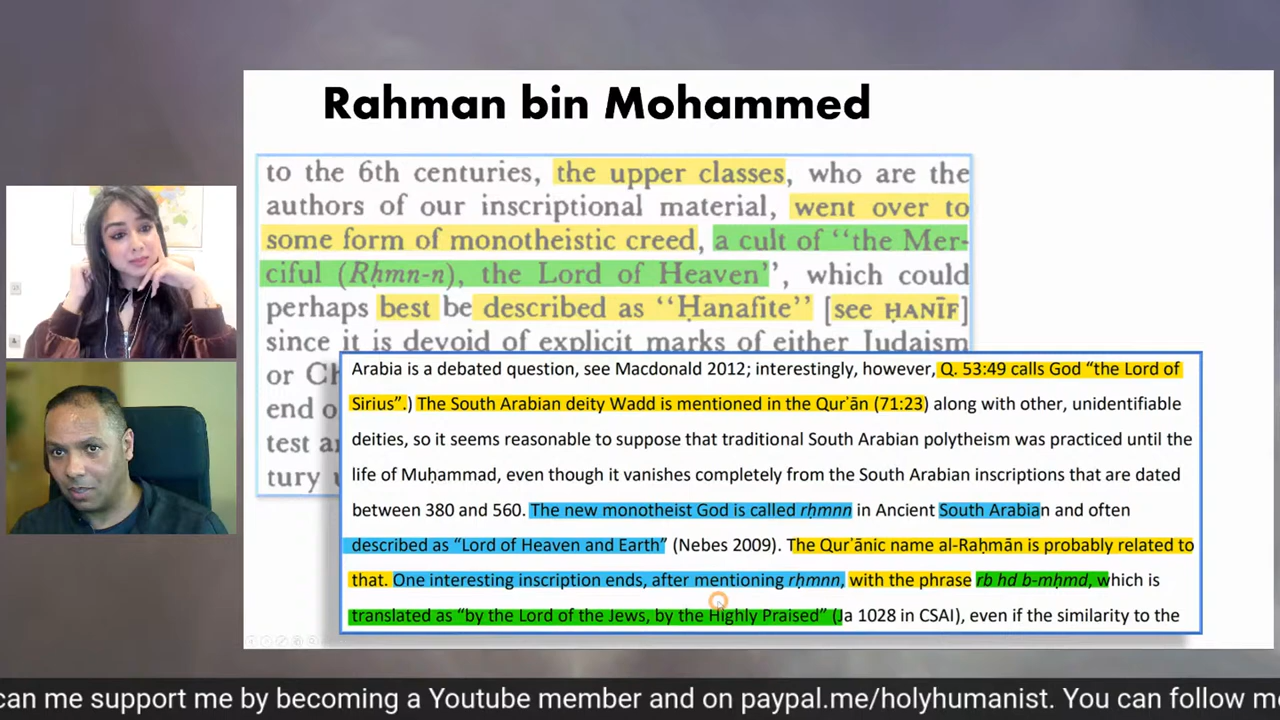 Rahman bin Mohammed
to the 6th centuries, the upper classes, who are the
authors of our inscriptional material, went over to
some form of monotheistic creed, a cult of “the Mer-
ciful (Rḥmn-n), the Lord of Heaven”, which could
perhaps best be described as “Ḥanafite” [see ḤANĪF]
since it is devoid of explicit marks of either Judaism
or Ch
end o
test an
tury
Arabia is a debated question, see Macdonald 2012; interestingly, however, Q. 53:49 calls God “the Lord of
Sirius”.) The South Arabian deity Wadd is mentioned in the Qurʾān (71:23) along with other, unidentifiable
deities, so it seems reasonable to suppose that traditional South Arabian polytheism was practiced until the
life of Muḥammad, even though it vanishes completely from the South Arabian inscriptions that are dated
between 380 and 560. The new monotheist God is called rḥmnn in Ancient South Arabian and often
described as “Lord of Heaven and Earth” (Nebes 2009). The Qurʾānic name al-Raḥmān is probably related to
that. One interesting inscription ends, after mentioning rḥmnn, with the phrase rb hd b-mḥmd, which is
translated as “by the Lord of the Jews, by the Highly Praised” (Ja 1028 in CSAI), even if the similarity to the
can me support me by becoming a Youtube member and on paypal.me/holyhumanist. You can follow me